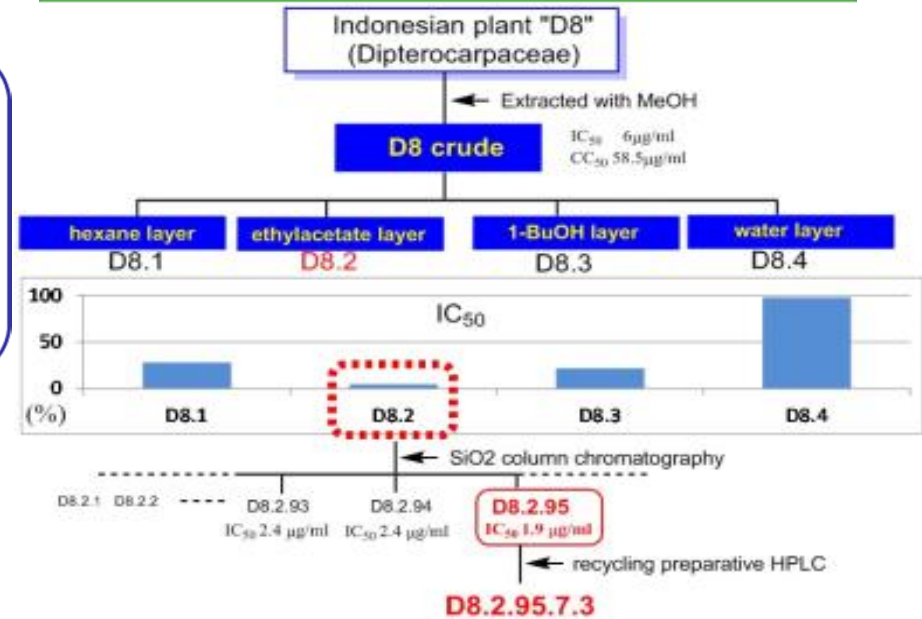 Indonesian plant "D8"
(Dipterocarpaceae)
Extracted with MeOH
D8 crude
IC50 6µg/ml
CC50 58.5µg/ml
hexane layer
ethylacetate layer
1-BuOH layer
water layer
D8.1
D8.2
D8.3
D8.4
IC50
100
50
0
(%)
D8.1
D8.2
D8.3
D8.4
SiO2 column chromatography
D8.2.1 D8.2.2
D8.2.93
IC50 2.4 µg/ml
D8.2.94
IC50 2.4 µg/ml
D8.2.95
IC50 1.9 µg/ml
recycling preparative HPLC
D8.2.95.7.3